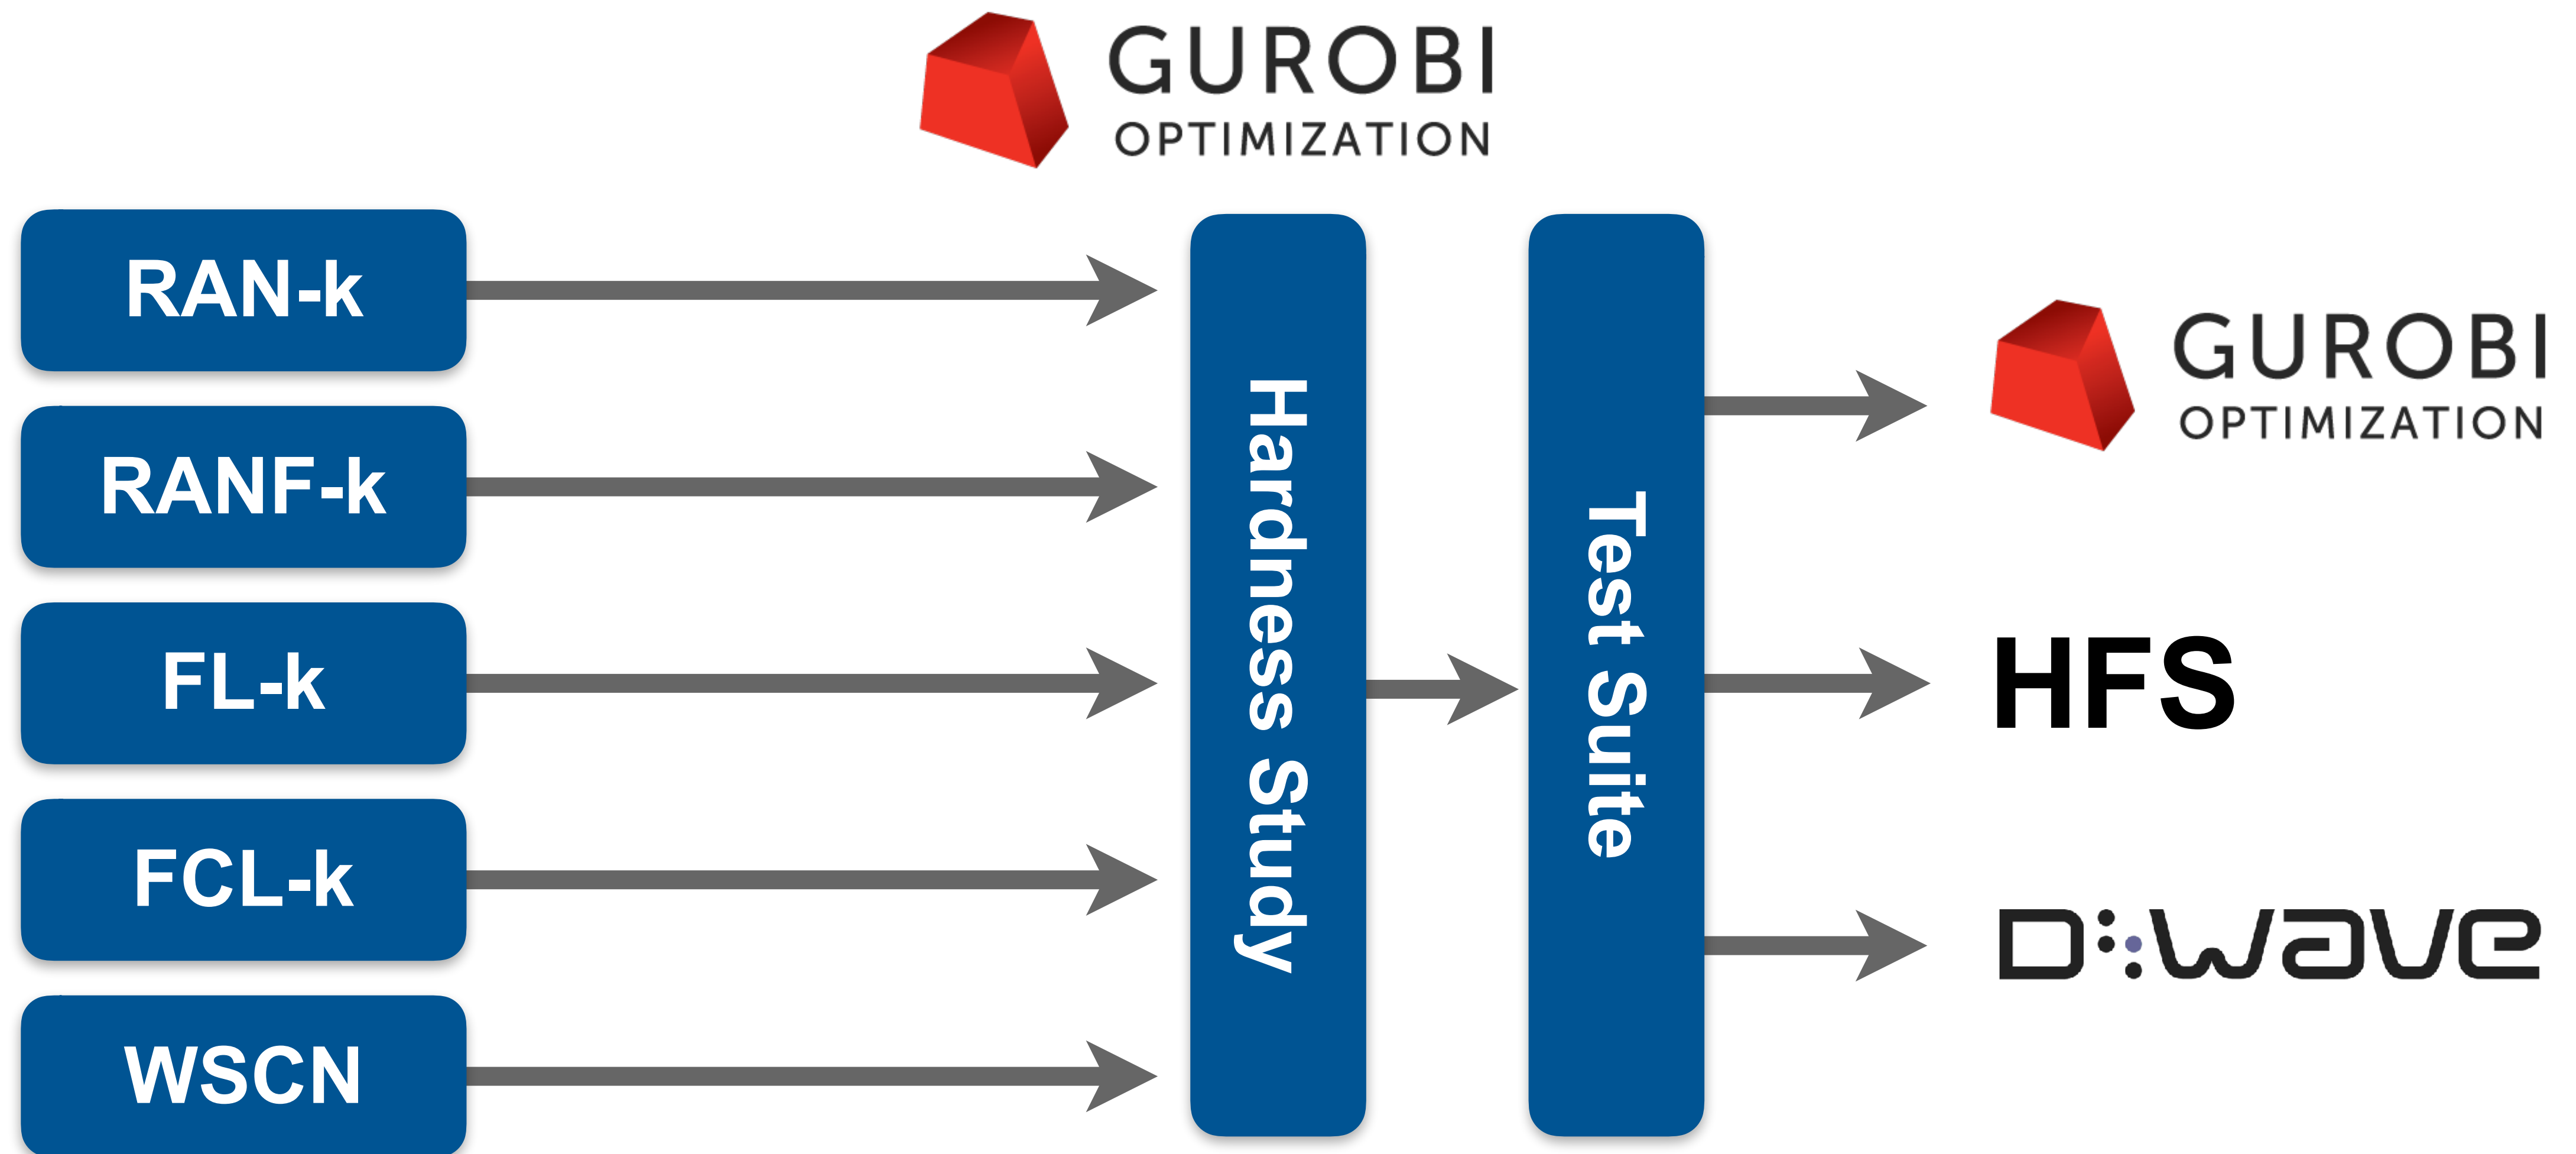 GUROBI
OPTIMIZATION
RAN-k
RANF-k
FL-k
FCL-k
WSCN
Hardness Study
Test Suite
GUROBI
OPTIMIZATION
HFS
D:Wave